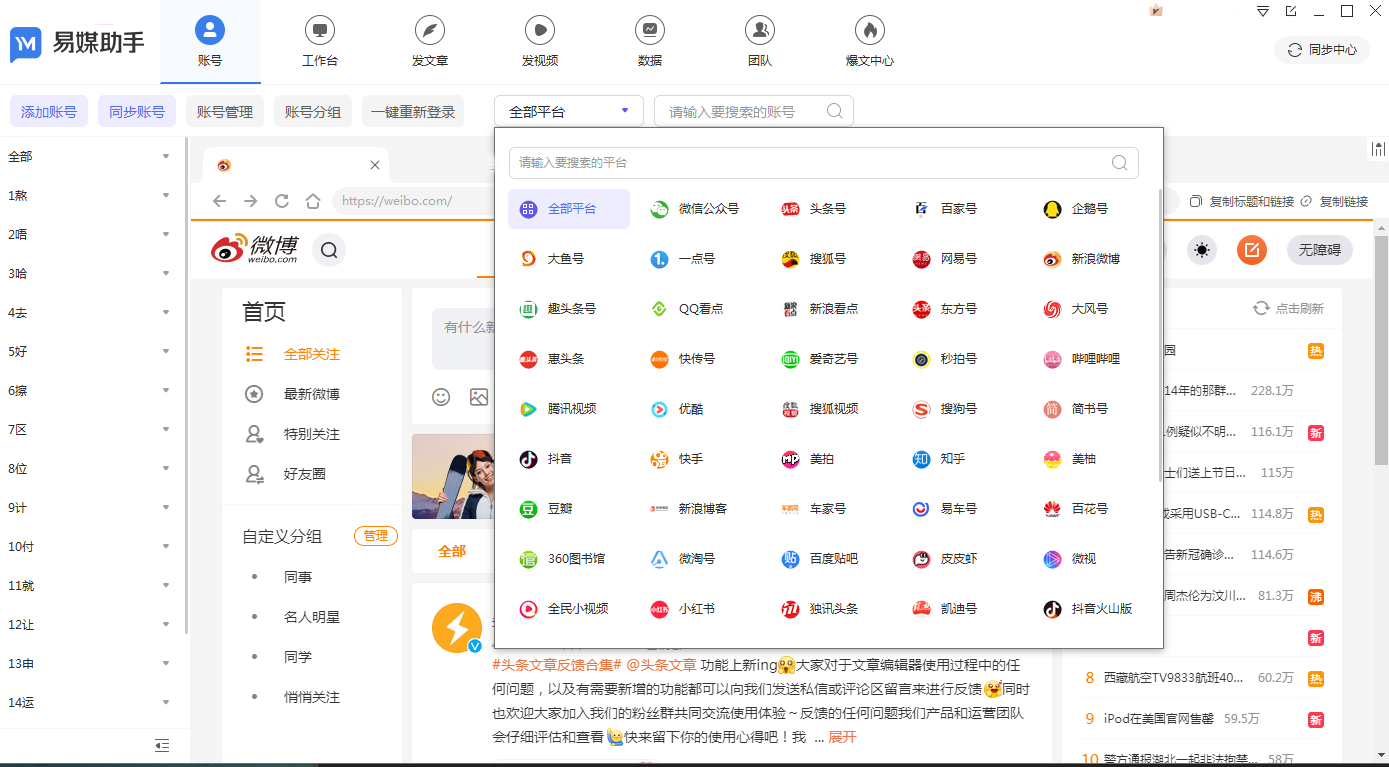 易媒助手
账号
工作台
发文章
发视频
数据
团队
爆文中心
同步中心
添加账号
同步账号
账号管理
账号分组
一键重新登录
全部平台
请输入要搜索的账号
全部
1熬
2唔
3哈
4去
5好
6擦
7区
8位
9计
10付
11就
12让
13申
14运
https://weibo.com/
复制标题和链接
复制链接
微博
weibo.com
无障碍
首页
全部关注
最新微博
特别关注
好友圈
自定义分组
管理
同事
名人明星
同学
悄悄关注
有什么新
全部
请输入要搜索的平台
全部平台
微信公众号
头条号
百家号
企鹅号
大鱼号
一点号
搜狐号
网易号
新浪微博
趣头条号
QQ看点
新浪看点
东方号
大风号
惠头条
快传号
爱奇艺号
秒拍号
哔哩哔哩
腾讯视频
优酷
搜狐视频
搜狗号
简书号
抖音
快手
美拍
知乎
美柚
豆瓣
新浪博客
车家号
易车号
百花号
360图书馆
微淘号
百度贴吧
皮皮虾
微视
全民小视频
小红书
独讯头条
凯迪号
抖音火山版
#头条文章反馈合集# @头条文章 功能上新ing大家对于文章编辑器使用过程中的任
何问题，以及有需要新增的功能都可以向我们发送私信或评论区留言来进行反馈同时
也欢迎大家加入我们的粉丝群共同交流使用体验～反馈的任何问题我们产品和运营团队
会仔细评估和查看快来留下你的使用心得吧！我 ... 展开
点击刷新
园 热
14年的那群... 228.1万
例疑似不明... 116.1万 新
士们送上节日... 115万
或采用USB-C... 114.8万 热
告新冠确诊... 114.6万
周杰伦为汶川... 81.3万 沸
新
8 西藏航空TV9833航班40... 60.2万 热
9 iPod在美国官网售罄 59.5万 新
10 警方通报湖北一起非法拘禁... 58万